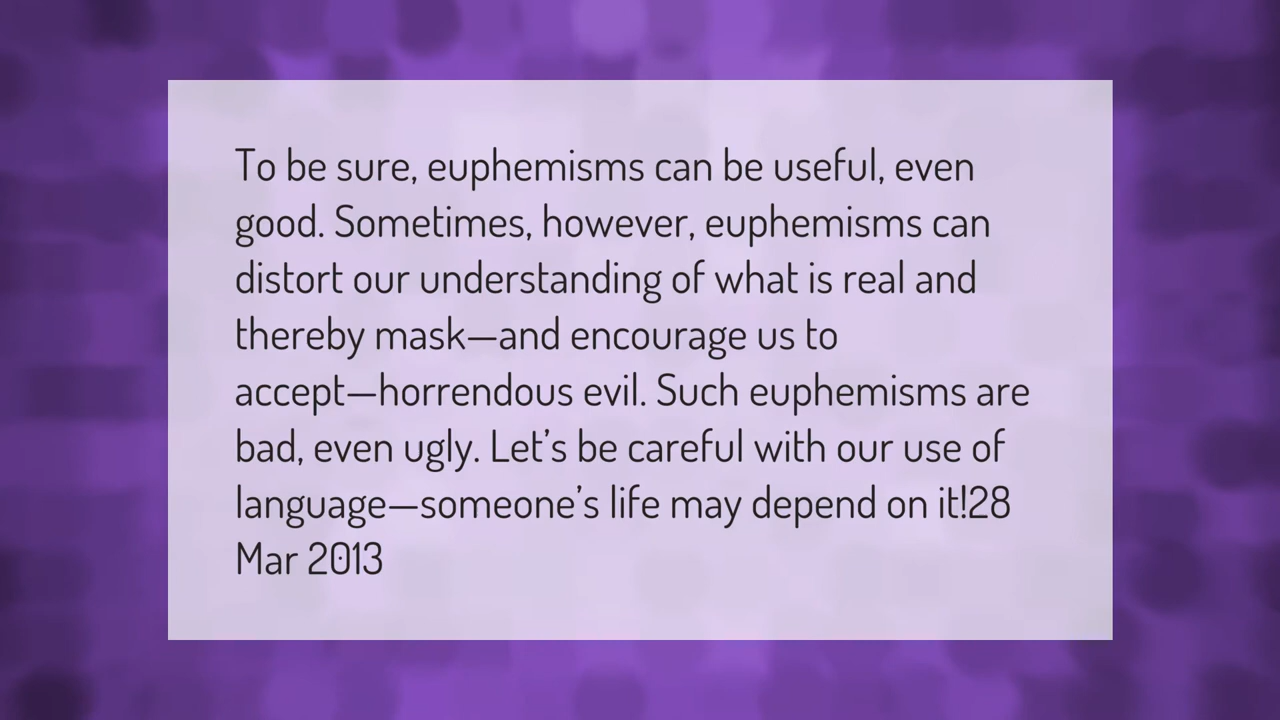 To be sure, euphemisms can be useful, even
good. Sometimes, however, euphemisms can
distort our understanding of what is real and
thereby mask—and encourage us to
accept—horrendous evil. Such euphemisms are
bad, even ugly. Let’s be careful with our use of
language—someone’s life may depend on it!28
Mar 2013